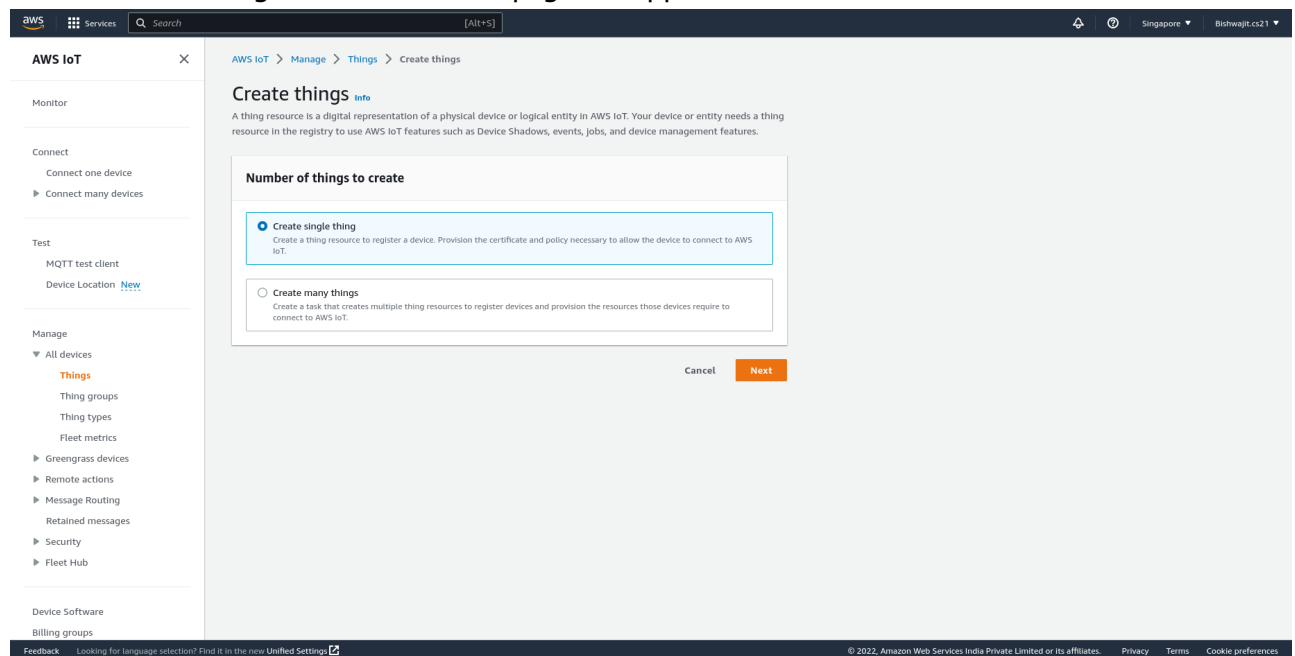 aws
Services
Search
[Alt+S]
Singapore ▼
Bishwajit.cs21 ▼
AWS IoT
AWS IoT > Manage > Things > Create things
Monitor
Connect
Connect one device
Connect many devices
Test
MQTT test client
Device Location New
Manage
All devices
Things
Thing groups
Thing types
Fleet metrics
Greengrass devices
Remote actions
Message Routing
Retained messages
Security
Fleet Hub
Device Software
Billing groups
Create things Info
A thing resource is a digital representation of a physical device or logical entity in AWS IoT. Your device or entity needs a thing
resource in the registry to use AWS IoT features such as Device Shadows, events, jobs, and device management features.
Number of things to create
Create single thing
Create a thing resource to register a device. Provision the certificate and policy necessary to allow the device to connect to AWS
IoT.
Create many things
Create a task that creates multiple thing resources to register devices and provision the resources those devices require to
connect to AWS IoT.
Cancel
Next
Feedback
Looking for language selection? Find it in the new Unified Settings
© 2022, Amazon Web Services India Private Limited or its affiliates.
Privacy
Terms
Cookie preferences